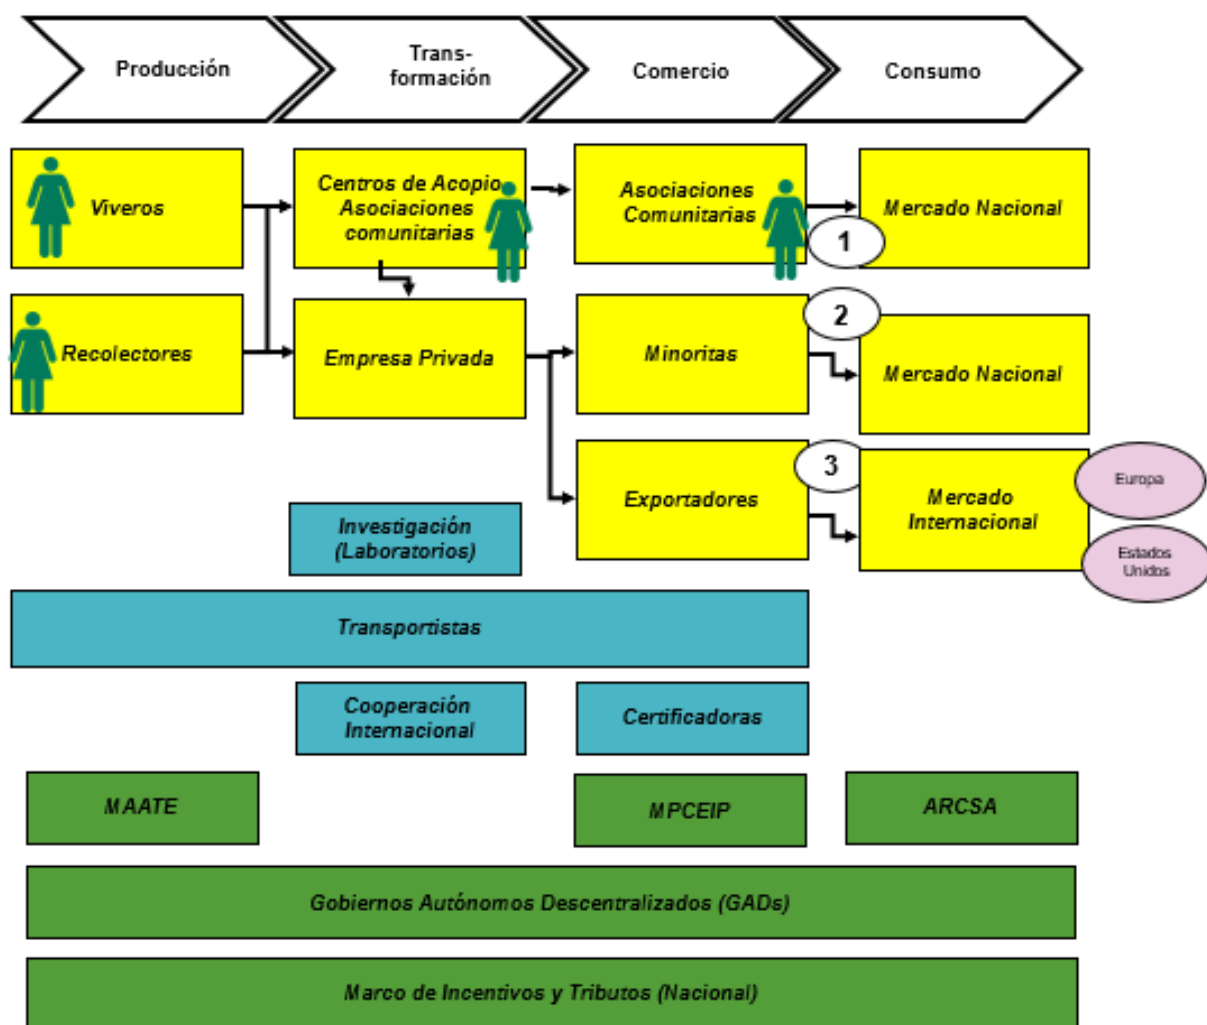 Producción
Trans-
formación
Comercio
Consumo
Viveros
Centros de Acopio
Asociaciones
comunitarias
Asociaciones
Comunitarias
Mercado Nacional
1
Recolectores
Empresa Privada
Minoritas
2
Mercado Nacional
Exportadores
3
Mercado
Internacional
Europa
Estados
Unidos
Investigación
(Laboratorios)
Transportistas
Cooperación
Internacional
Certificadoras
MAATE
MPCEIP
ARCSA
Gobiernos Autónomos Descentralizados (GADs)
Marco de Incentivos y Tributos (Nacional)